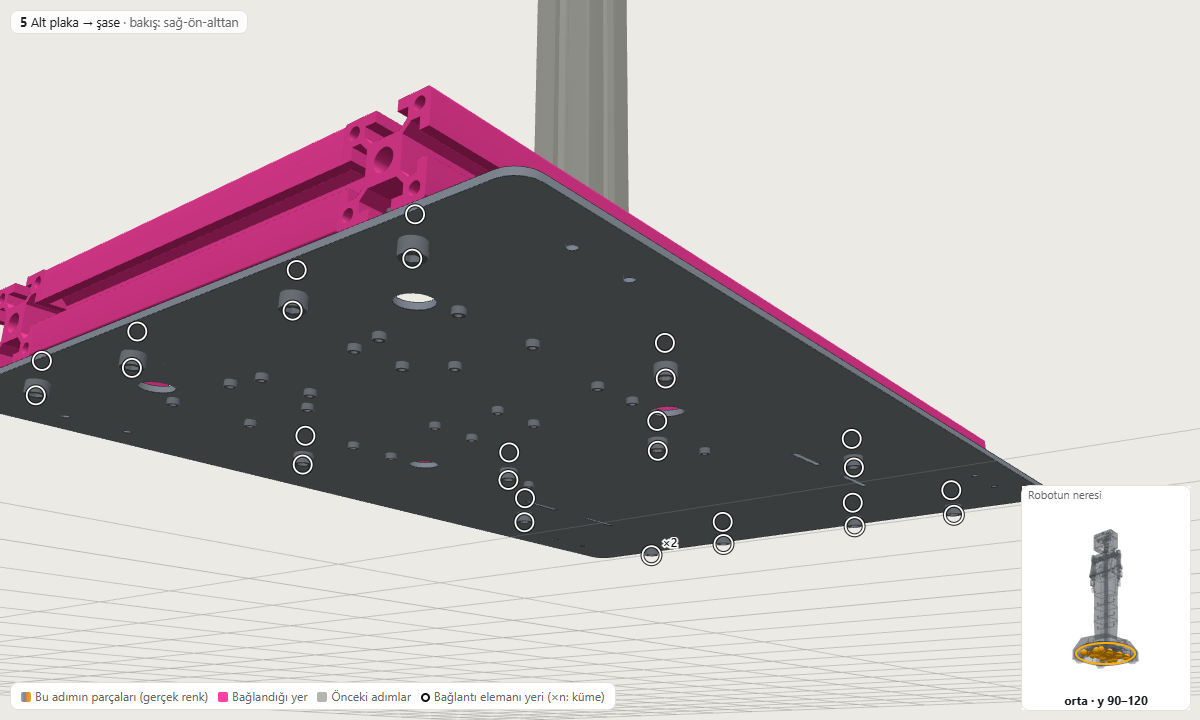 5 Alt plaka → şase · bakış: sağ-ön-alttan
×2
Robotun neresi
orta · y 90–120
Bu adımın parçaları (gerçek renk) Bağlandığı yer Önceki adımlar Bağlantı elemanı yeri (×n: küme)